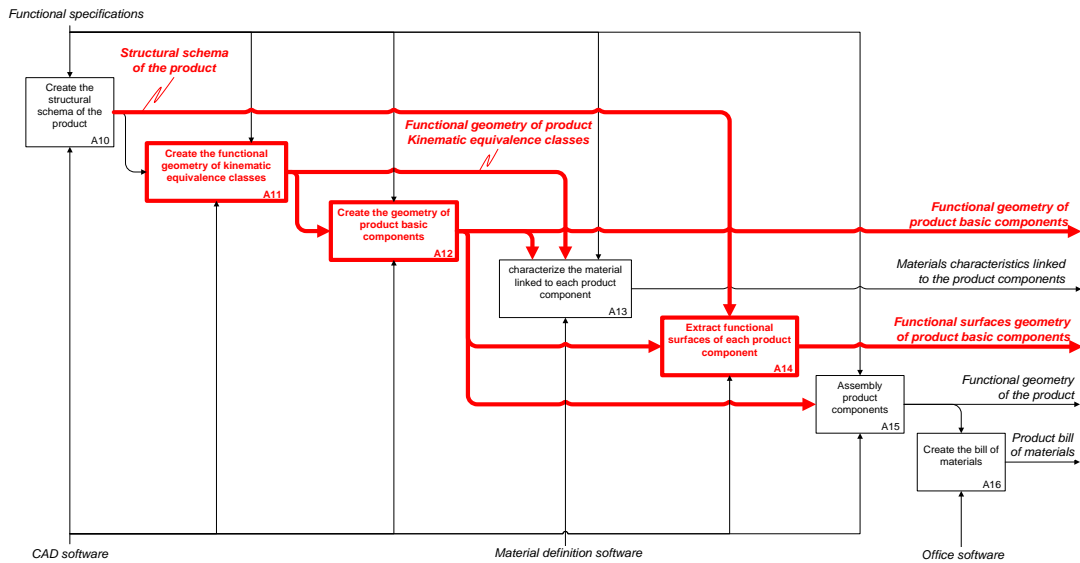 Functional specifications
Structural schema
of the product
Create the
structural
schema of the
product
A10
Functional geometry of product
Kinematic equivalence classes
Create the functional
geometry of kinematic
equivalence classes
A11
Create the geometry of
product basic
components
A12
Functional geometry of
product basic components
characterize the material
linked to each product
component
A13
Materials characteristics linked
to the product components
Extract functional
surfaces of each product
component
A14
Functional surfaces geometry
of product basic components
Assembly
product
components
A15
Functional geometry
of the product
Create the bill of
materials
A16
Product bill
of materials
CAD software
Material definition software
Office software